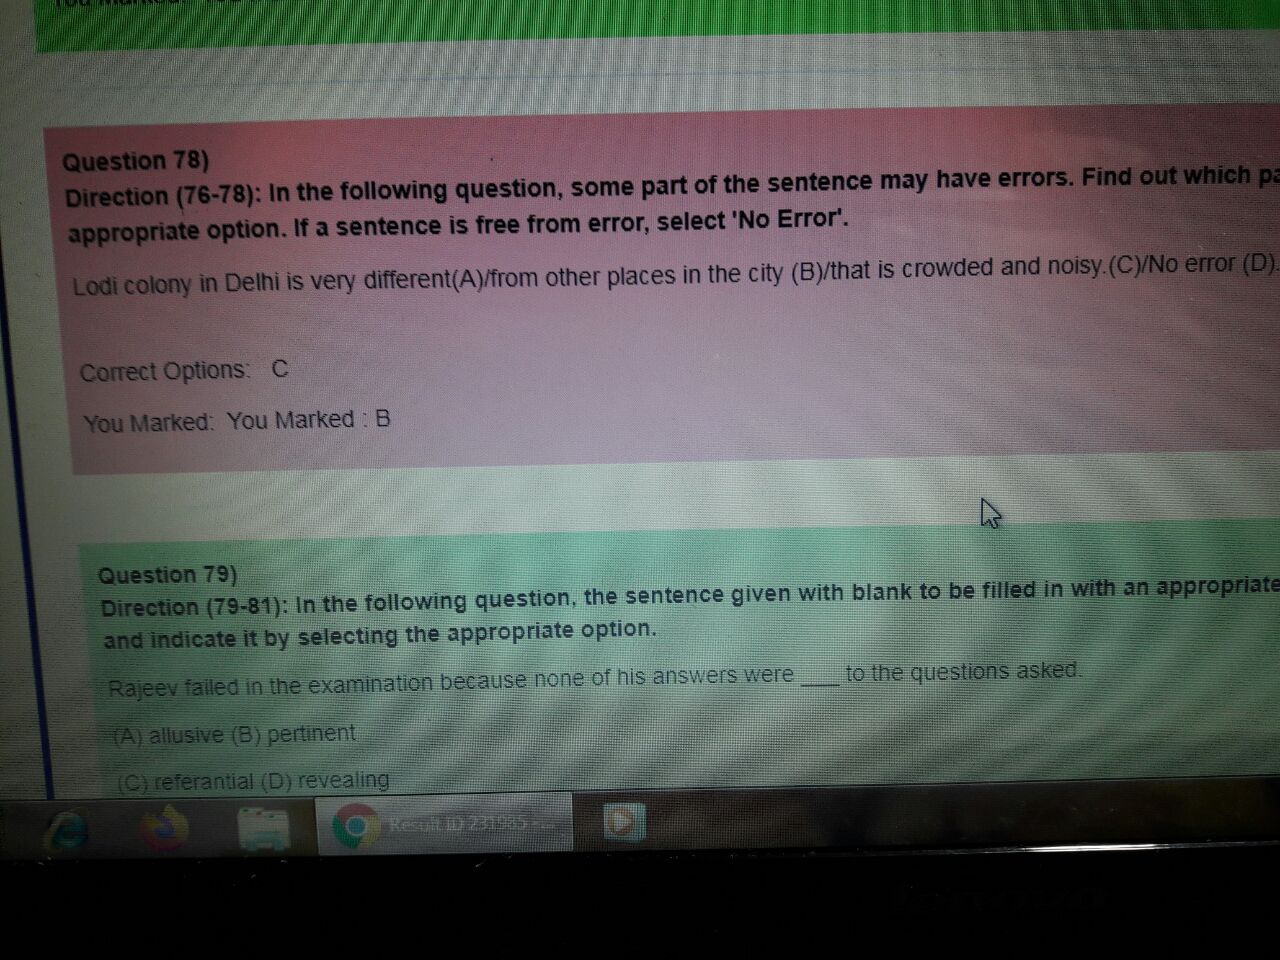 Question 78)
Direction (76-78): In the following question, some part of the sentence may have errors. Find out which pa
appropriate option. If a sentence is free from error, select 'No Error'.
Lodi colony in Delhi is very different(A)/from other places in the city (B)/that is crowded and noisy.(C)/No error (D).
Correct Options: C
You Marked: You Marked : B
Question 79)
Direction (79-81): In the following question, the sentence given with blank to be filled in with an appropriate
and indicate it by selecting the appropriate option.
Rajeev failed in the examination because none of his answers were ___ to the questions asked.
(A) allusive (B) pertinent
(C) referantial (D) revealing
Result ID 231935 -...
lenovo